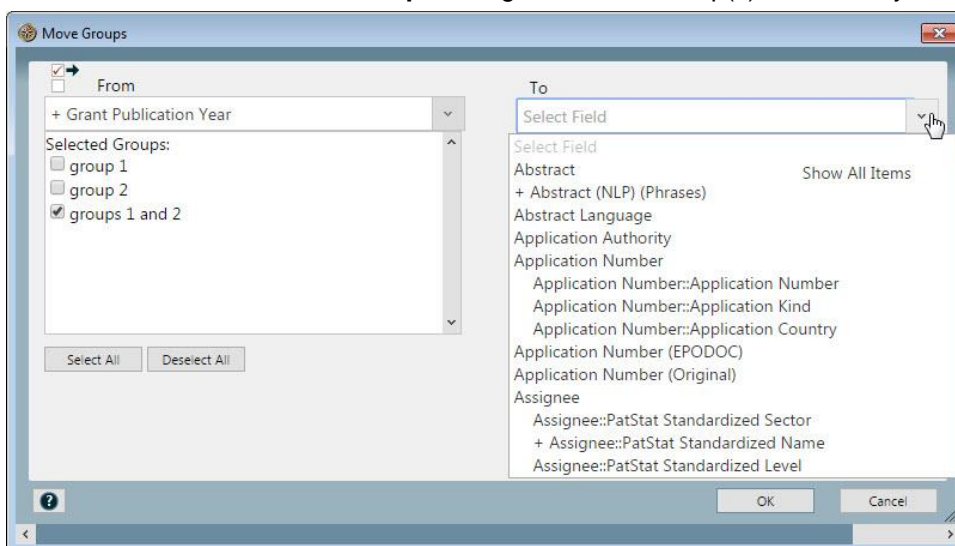 Move Groups
From
+ Grant Publication Year
Selected Groups:
group 1
group 2
groups 1 and 2
Select All Deselect All
To
Select Field
Select Field
Abstract
Show All Items
+ Abstract (NLP) (Phrases)
Abstract Language
Application Authority
Application Number
Application Number::Application Number
Application Number::Application Kind
Application Number::Application Country
Application Number (EPODOC)
Application Number (Original)
Assignee
Assignee::PatStat Standardized Sector
+ Assignee::PatStat Standardized Name
Assignee::PatStat Standardized Level
? OK Cancel